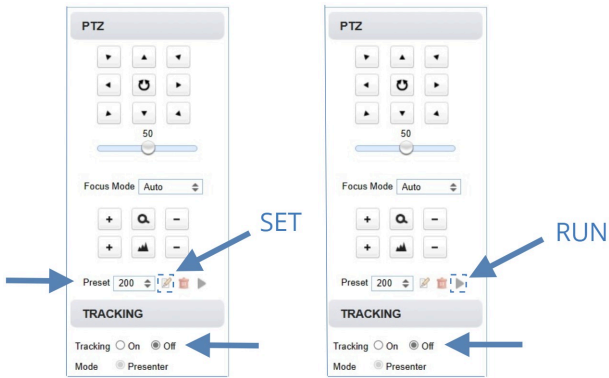 PTZ
50
Focus Mode Auto
+ -
+ -
SET
Preset 200
TRACKING
Tracking On Off
Mode Presenter
PTZ
50
Focus Mode Auto
+ -
+ -
RUN
Preset 200
TRACKING
Tracking On Off
Mode Presenter